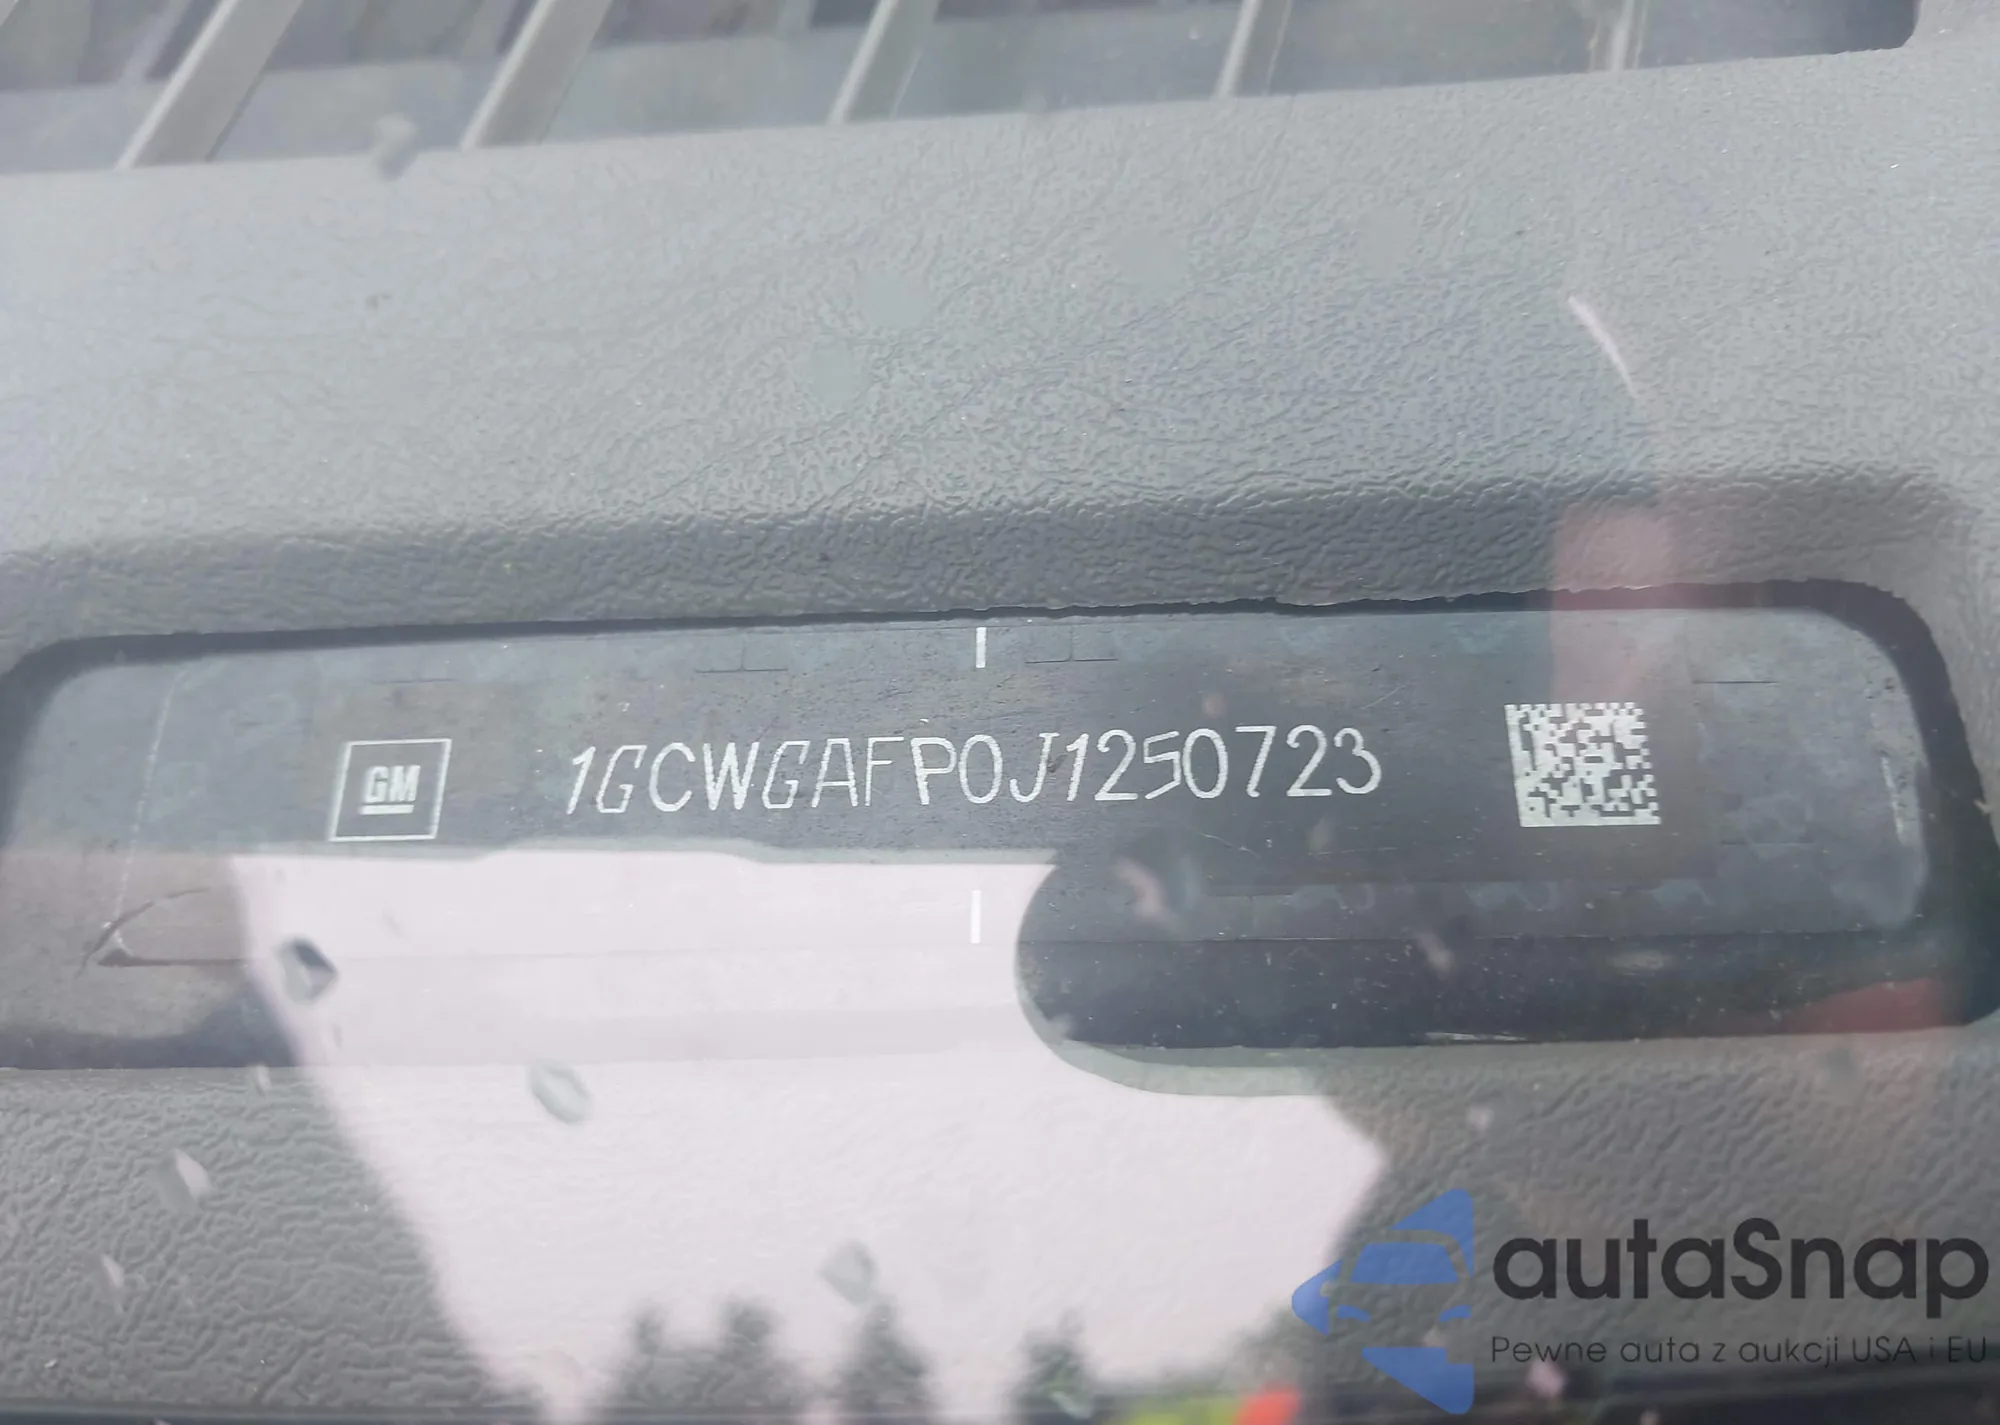 GM 1GCWGAFP0J1250723
autaSnap
Pewne auta z aukcji USA i EU